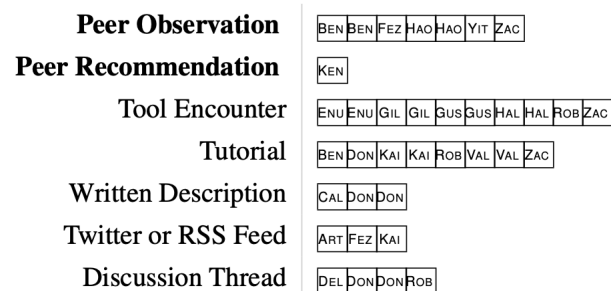 Peer Observation BEN BEN FEZ HAO HAO YIT ZAC
Peer Recommendation KEN
Tool Encounter ENU ENU GIL GIL GUS GUS HAL HAL ROB ZAC
Tutorial BEN DON KAI KAI ROB VAL VAL ZAC
Written Description CAL DON DON
Twitter or RSS Feed ART FEZ KAI
Discussion Thread DEL DON DON ROB